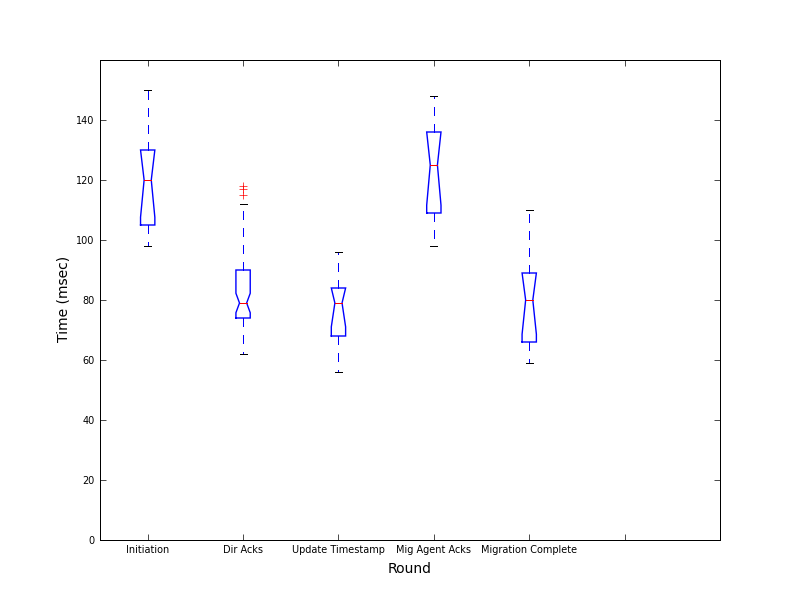 140
120
100
80
60
40
20
0
Initiation Dir Acks Update Timestamp Mig Agent Acks Migration Complete
Round
Time (msec)